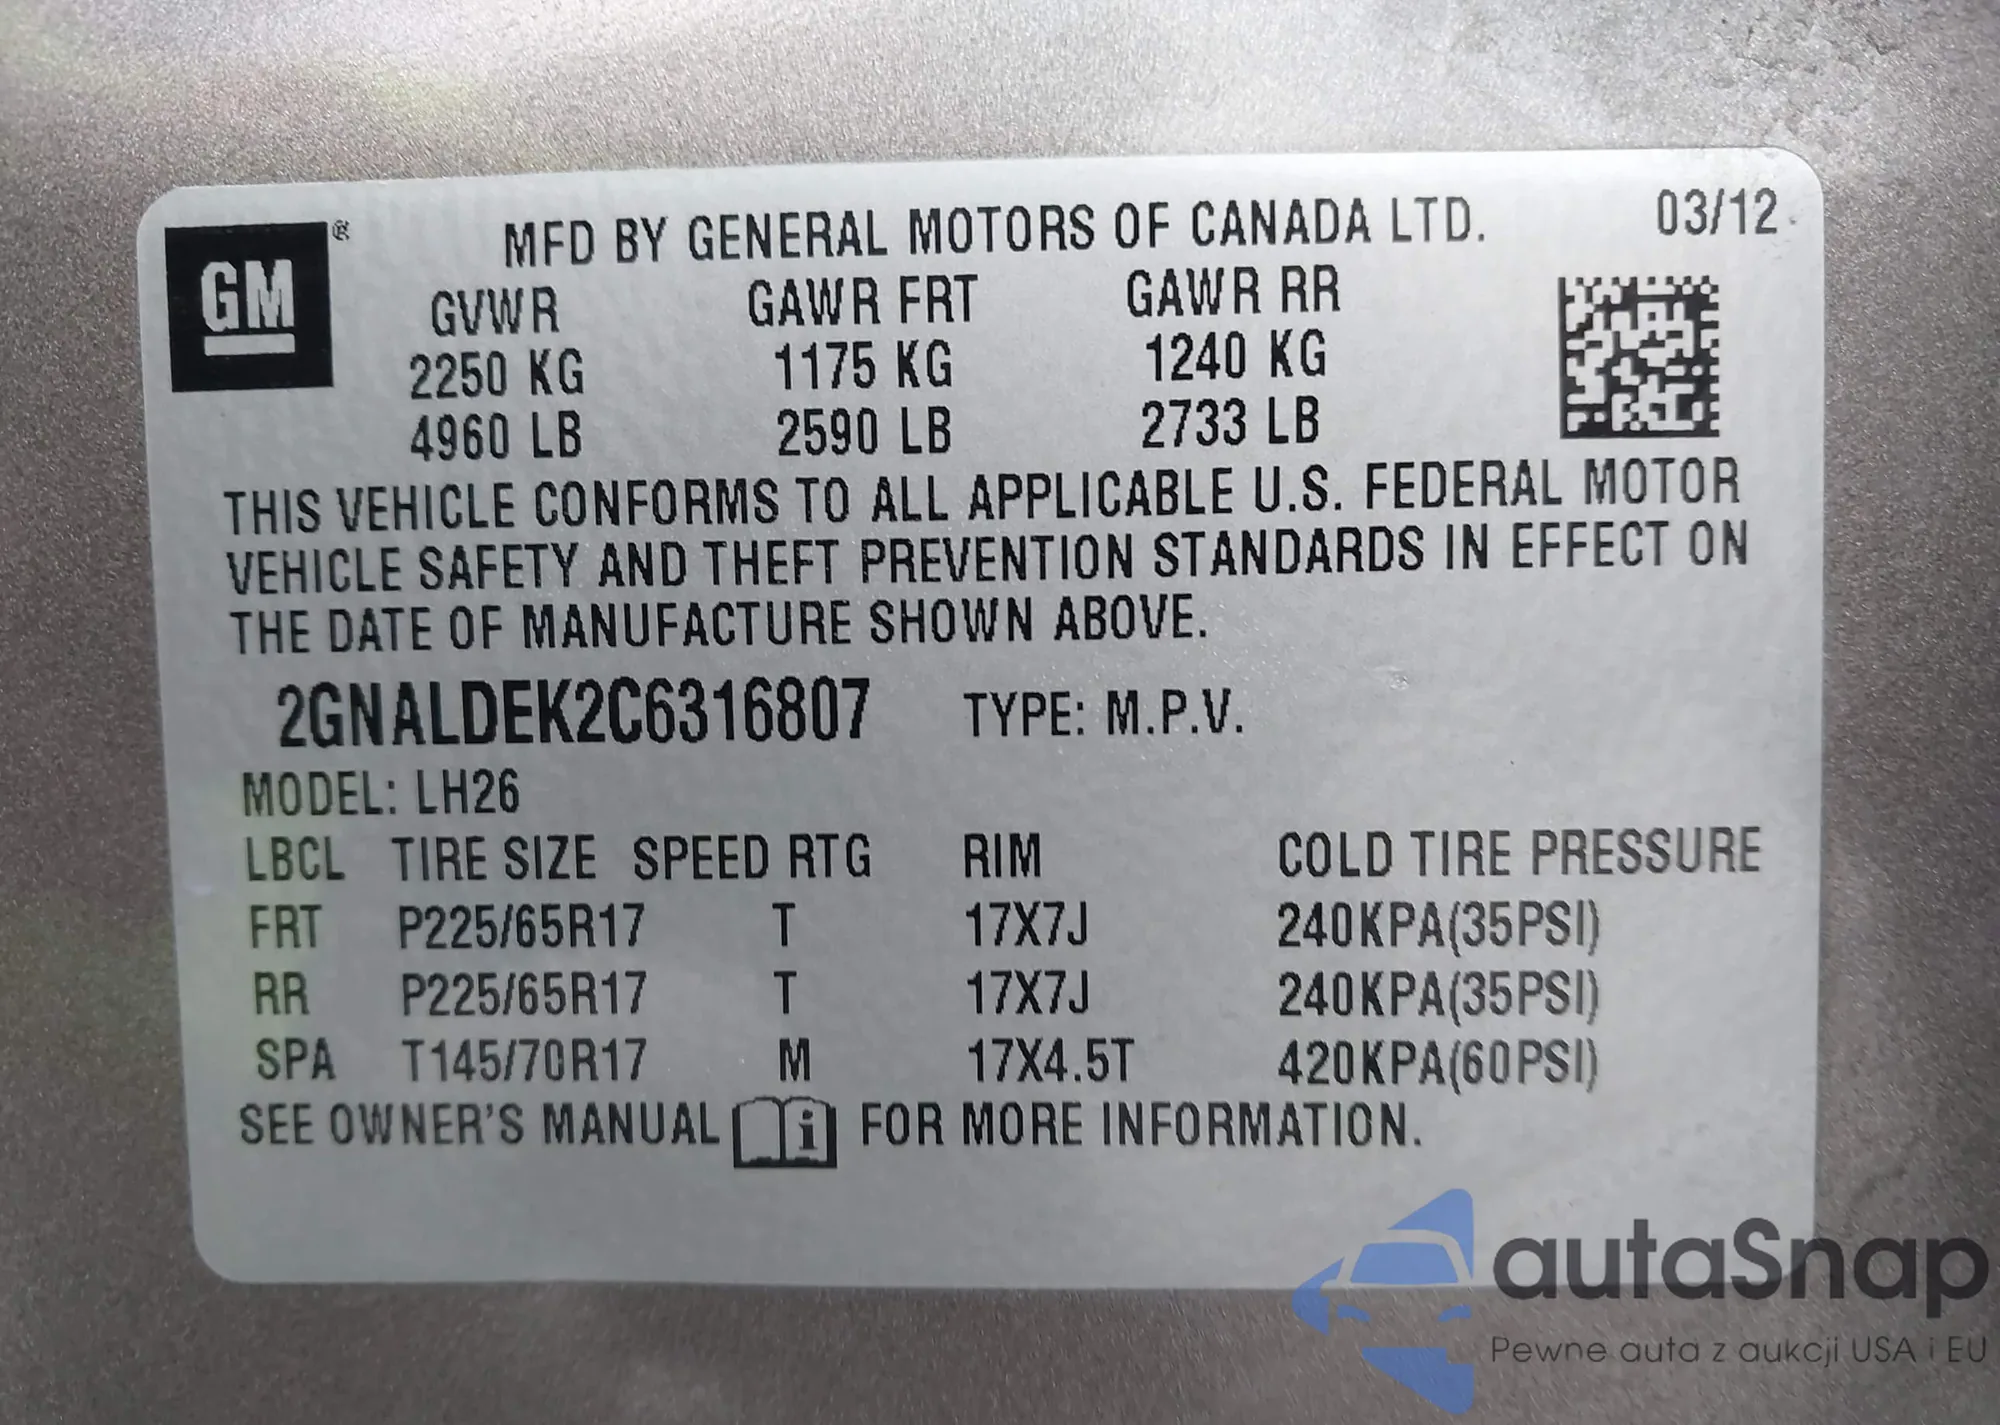 GM ®
MFD BY GENERAL MOTORS OF CANADA LTD. 03/12
GVWR GAWR FRT GAWR RR
2250 KG 1175 KG 1240 KG
4960 LB 2590 LB 2733 LB
THIS VEHICLE CONFORMS TO ALL APPLICABLE U.S. FEDERAL MOTOR
VEHICLE SAFETY AND THEFT PREVENTION STANDARDS IN EFFECT ON
THE DATE OF MANUFACTURE SHOWN ABOVE.
2GNALDEK2C6316807 TYPE: M.P.V.
MODEL: LH26
LBCL TIRE SIZE SPEED RTG RIM COLD TIRE PRESSURE
FRT P225/65R17 T 17X7J 240KPA(35PSI)
RR P225/65R17 T 17X7J 240KPA(35PSI)
SPA T145/70R17 M 17X4.5T 420KPA(60PSI)
SEE OWNER'S MANUAL i FOR MORE INFORMATION.
autaSnap
Pewne auta z aukcji USA i EU